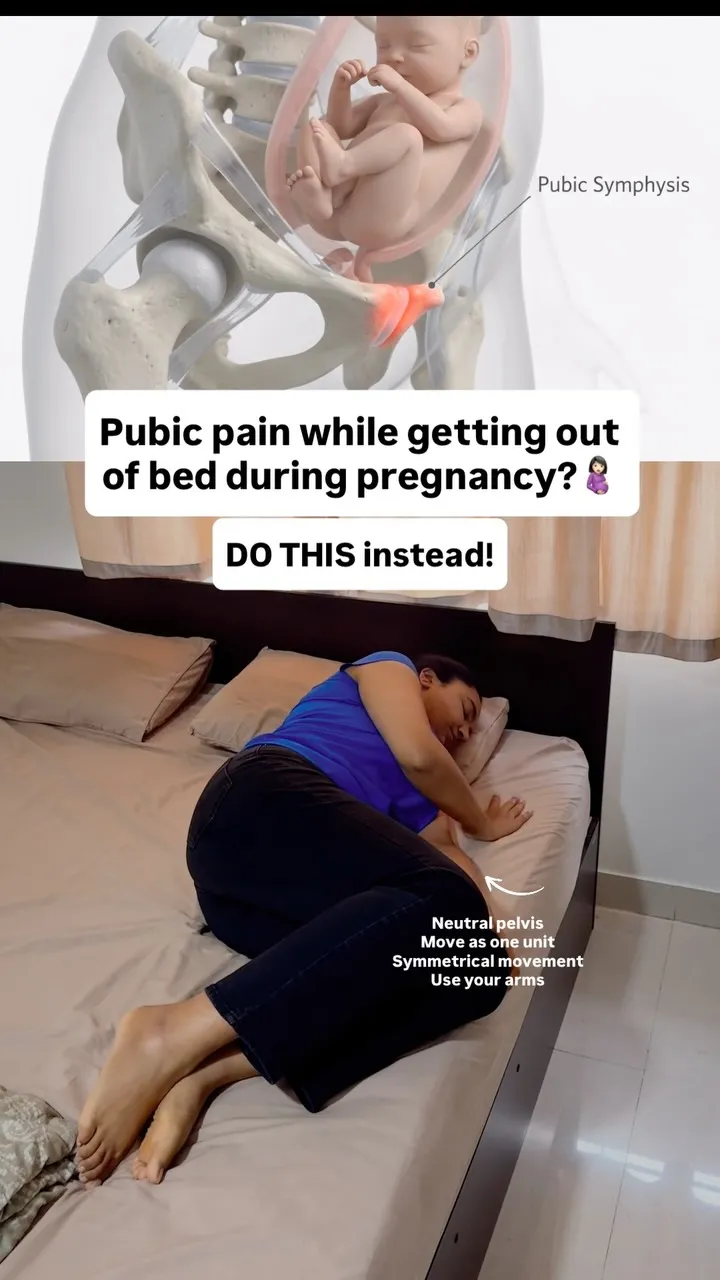 Pubic Symphysis
Pubic pain while getting out
of bed during pregnancy?🤰🏻
DO THIS instead!
Neutral pelvis
Move as one unit
Symmetrical movement
Use your arms